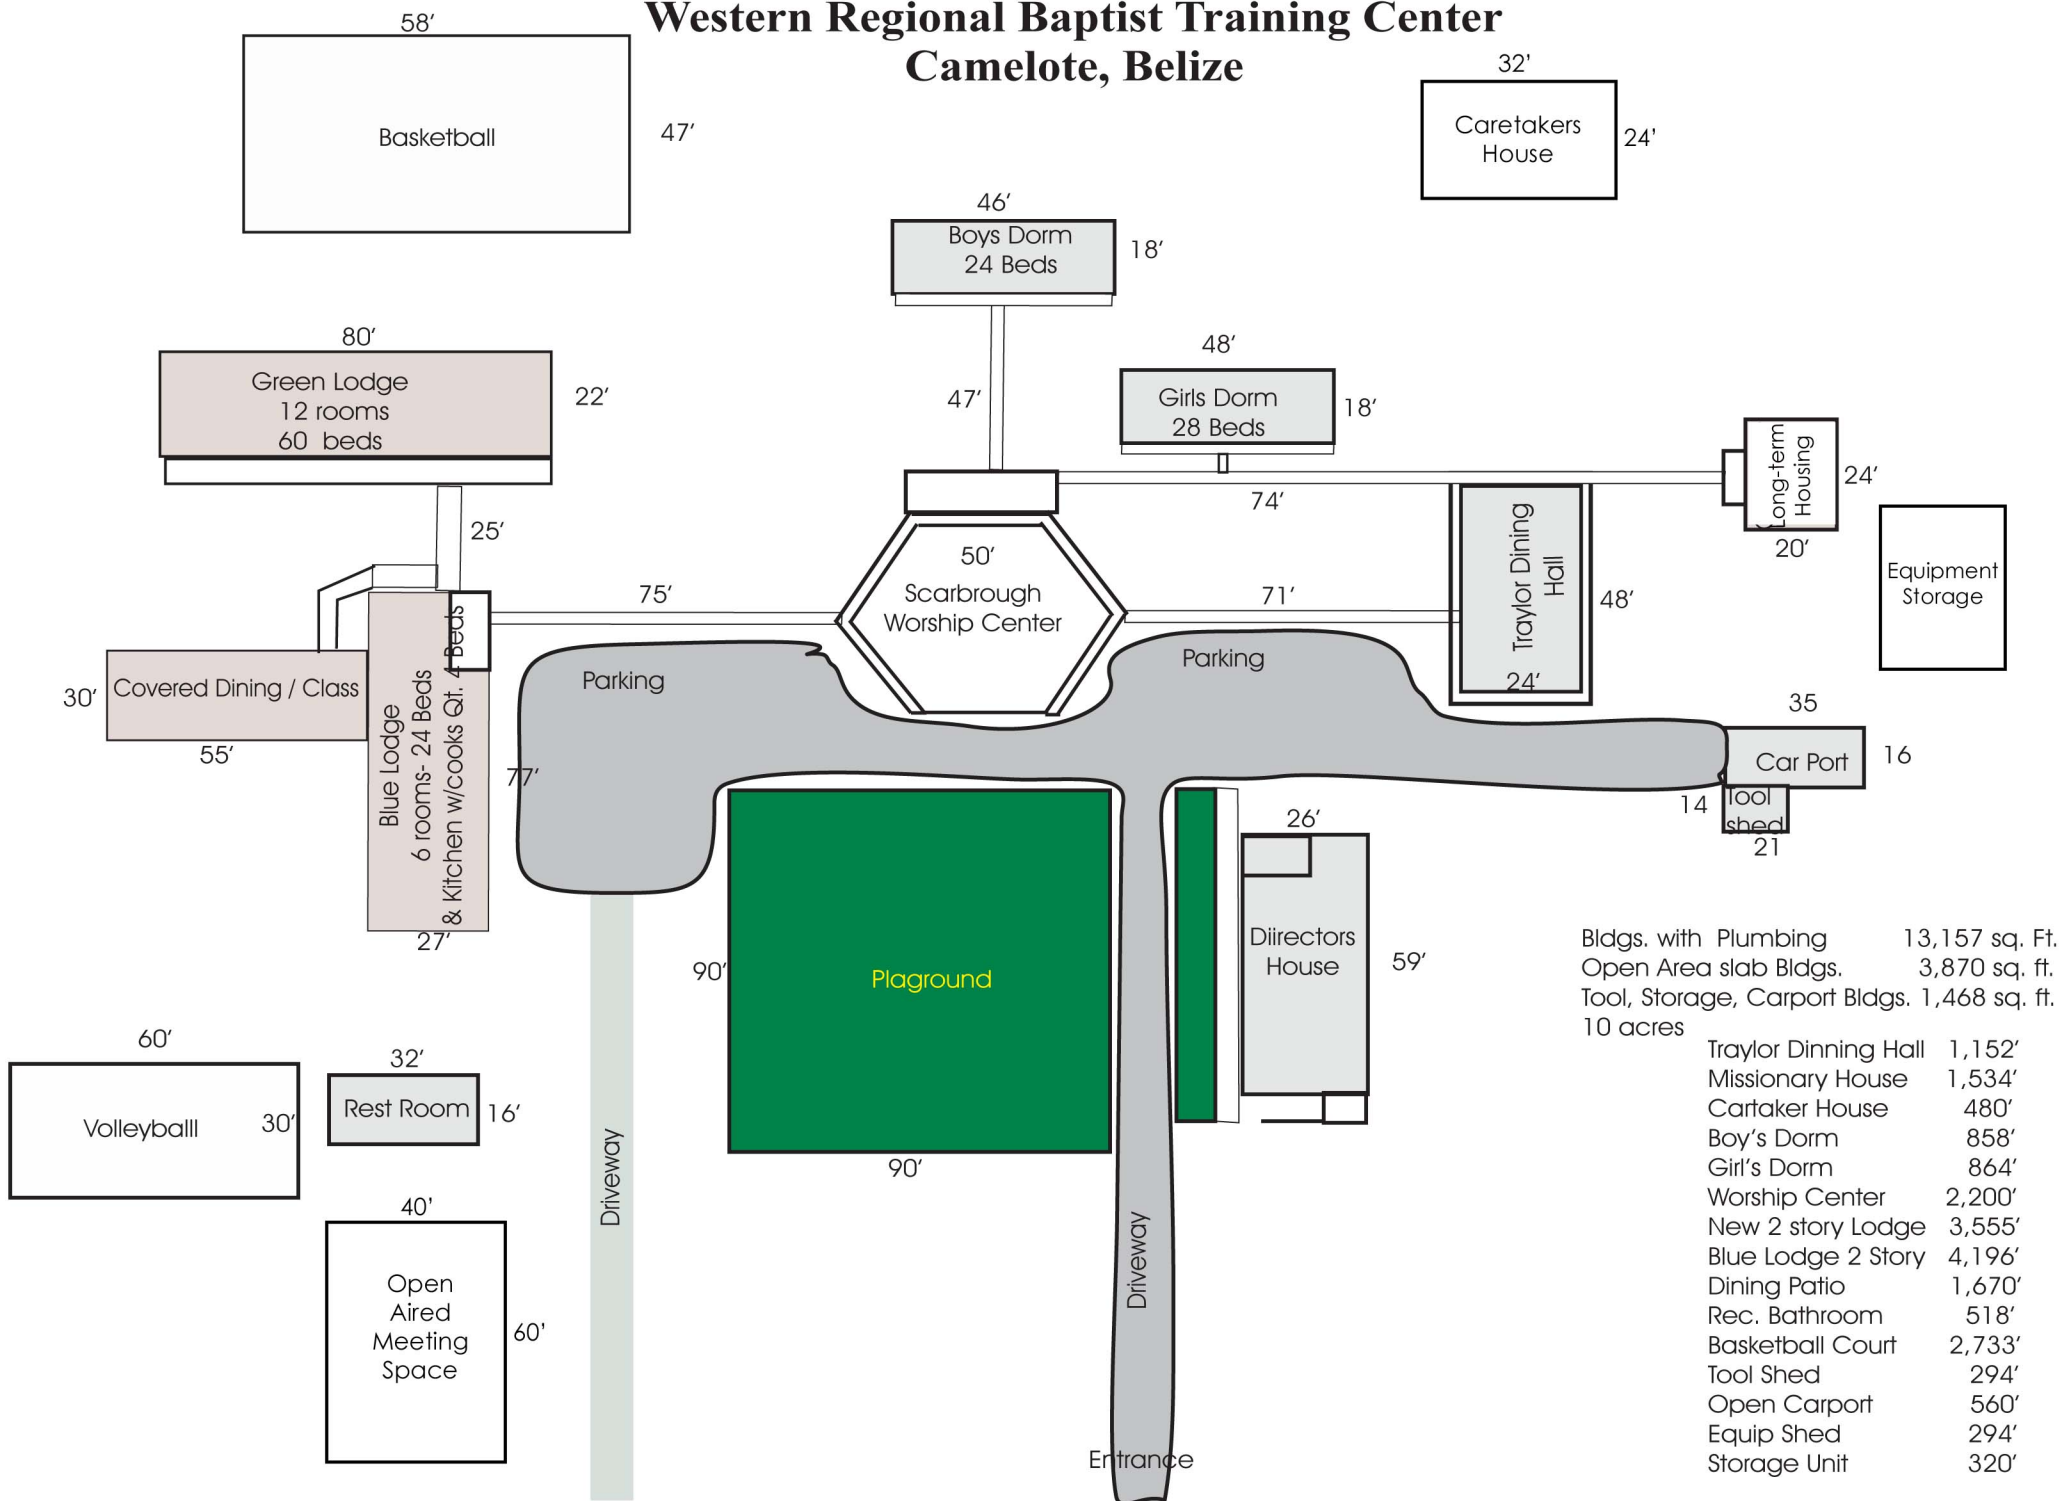 Western Regional Baptist Training Center
Camelote, Belize
58'
Basketball
47'
32'
Caretakers
House
24'
46'
Boys Dorm
24 Beds
18'
47'
80'
Green Lodge
12 rooms
60 beds
22'
48'
Girls Dorm
28 Beds
18'
74'
Long-term
Housing
24'
20'
25'
75'
50'
Scarbrough
Worship Center
71'
Traylor Dining
Hall
48'
24'
Equipment
Storage
30'
Covered Dining / Class
55'
Blue Lodge
6 rooms- 24 Beds
& Kitchen w/cooks Qt. 4 Beds
77'
27'
Parking
Parking
35
Car Port
16
14
Tool
shed
21
26'
Diirectors
House
59'
90'
Plaground
90'
60'
Volleyballl
30'
32'
Rest Room
16'
40'
Open
Aired
Meeting
Space
60'
Driveway
Driveway
Entrance
Bldgs. with Plumbing 13,157 sq. Ft.
Open Area slab Bldgs. 3,870 sq. ft.
Tool, Storage, Carport Bldgs. 1,468 sq. ft.
10 acres
Traylor Dinning Hall 1,152'
Missionary House 1,534'
Cartaker House 480'
Boy's Dorm 858'
Girl's Dorm 864'
Worship Center 2,200'
New 2 story Lodge 3,555'
Blue Lodge 2 Story 4,196'
Dining Patio 1,670'
Rec. Bathroom 518'
Basketball Court 2,733'
Tool Shed 294'
Open Carport 560'
Equip Shed 294'
Storage Unit 320'